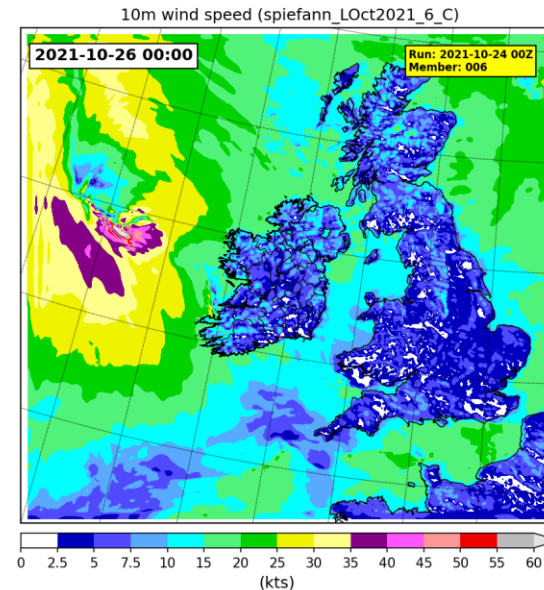 10m wind speed (spiefann_LOct2021_6_C)
2021-10-26 00:00
Run: 2021-10-24 00Z
Member: 006
0 2.5 5 7.5 10 15 20 25 30 35 40 45 50 55 60
(kts)